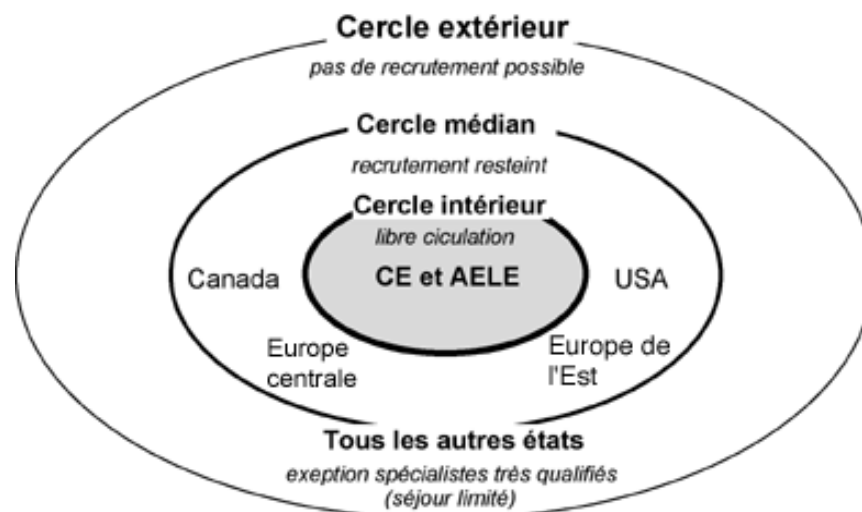 Cercle extérieur
pas de recrutement possible
Cercle médian
recrutement resteint
Cercle intérieur
libre ciculation
Canada
CE et AELE
USA
Europe
centrale
Europe de
l'Est
Tous les autres états
exeption spécialistes très qualifiés
(séjour limité)